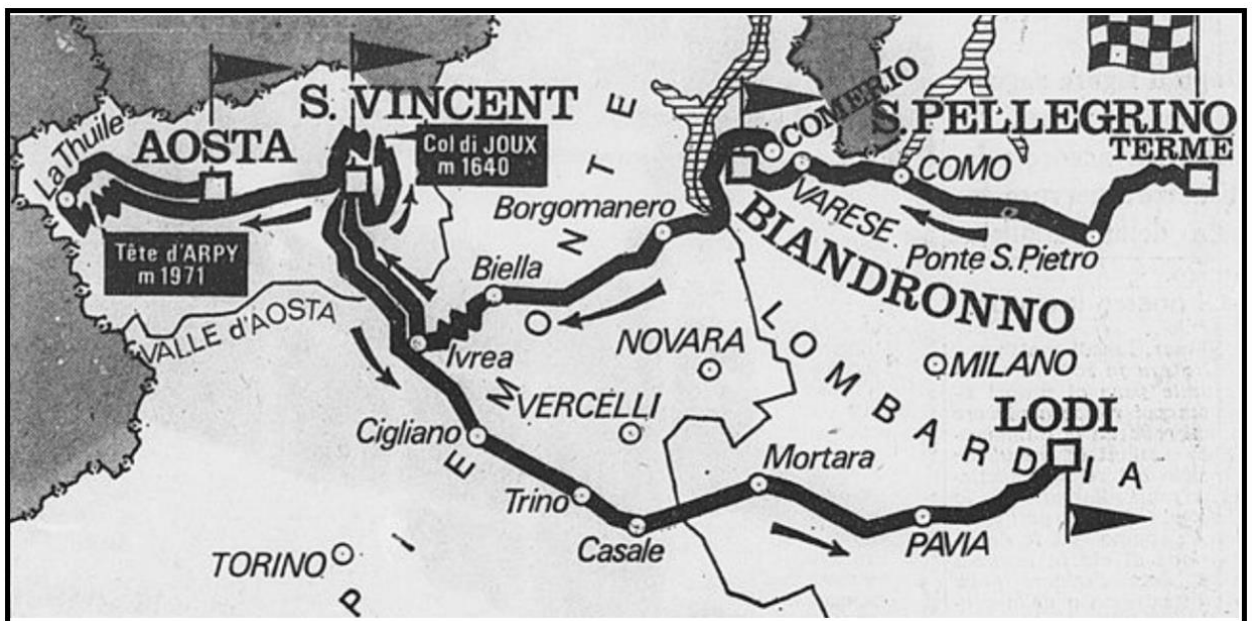 S. VINCENT
COMERIO
S. PELLEGRINO
TERME
La Thuile
AOSTA
Col di JOUX
m 1640
COMO
VARESE
Borgomanero
BIANDRONNO
Ponte S. Pietro
Tête d'ARPY
m 1971
Biella
VALLE d'AOSTA
Ivrea
NOVARA
MILANO
VERCELLI
LODI
Cigliano
Mortara
Trino
Casale
PAVIA
TORINO
PIEMONTE
LOMBARDIA